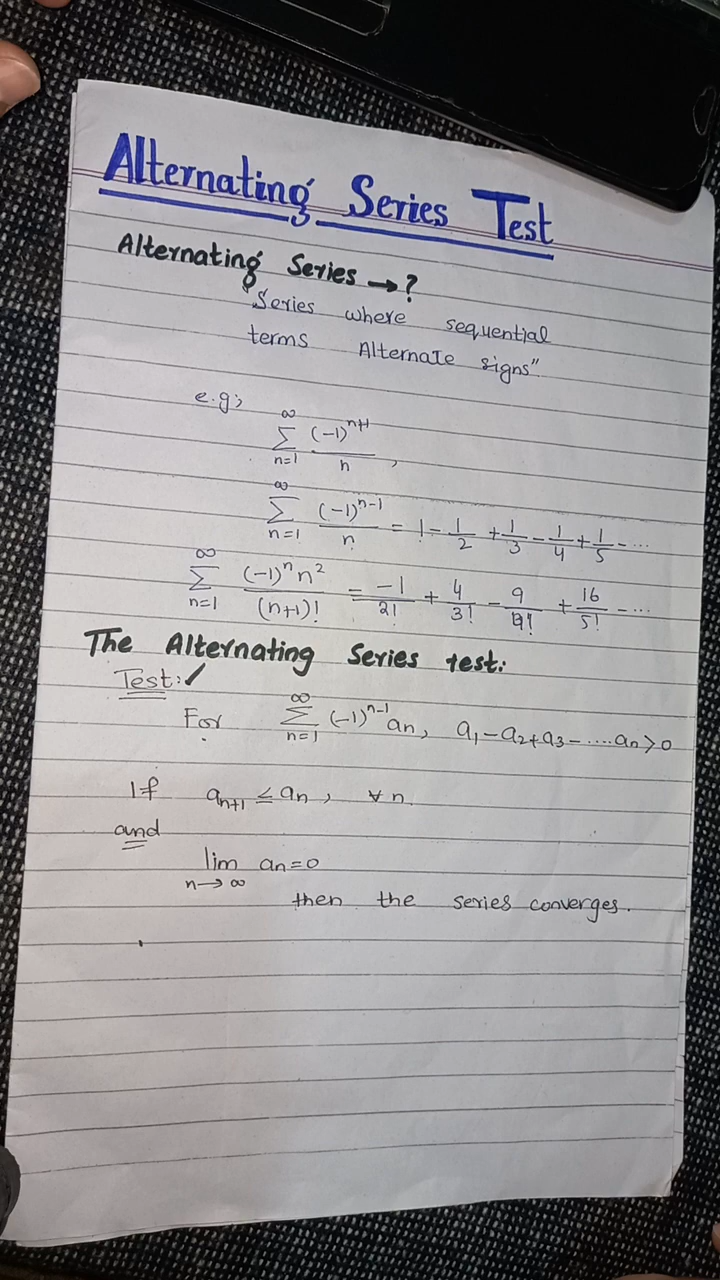 Alternating Series Test
Alternating Series →?
"Series where sequential
terms Alternate signs"
e.g;
∞
Σ (-1)^(n+1)/n ,
n=1
∞
Σ (-1)^(n-1)/n = 1 - 1/2 + 1/3 - 1/4 + 1/5 - ...
n=1
∞
Σ (-1)^n n²/(n+1)! = -1/2! + 4/3! - 9/4! + 16/5! - ...
n=1
The Alternating Series test:
Test:✓
∞
For Σ (-1)^(n-1) an, a₁-a₂+a₃-....an>0
n=1
If an+1 ≤ an, ∀ n.
and
lim an=0
n→∞
then the series converges.